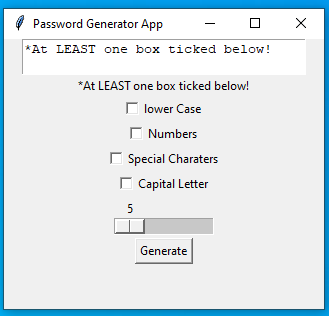 Password Generator App
*At LEAST one box ticked below!
*At LEAST one box ticked below!
lower Case
Numbers
Special Charaters
Capital Letter
5
Generate